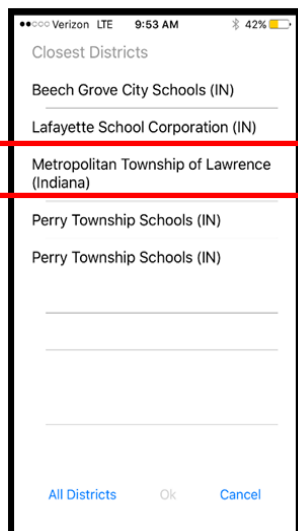 Verizon LTE 9:53 AM 42%
Closest Districts
Beech Grove City Schools (IN)
Lafayette School Corporation (IN)
Metropolitan Township of Lawrence
(Indiana)
Perry Township Schools (IN)
Perry Township Schools (IN)
All Districts Ok Cancel